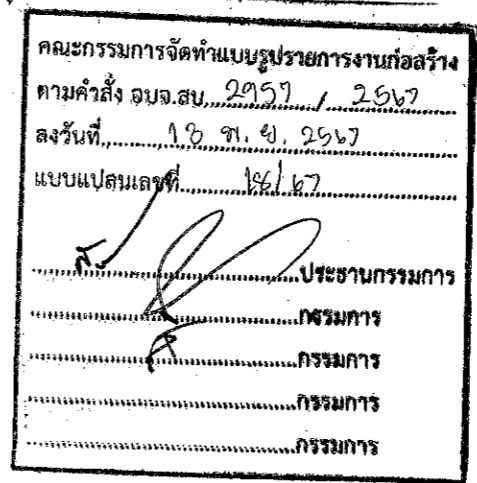 คณะกรรมการจัดทำแบบรูปรายการงานก่อสร้าง
ตามคำสั่ง อบจ.สบ. 2957 / 2567
ลงวันที่ 13 พ.ย. 2567
แบบแปลนเลขที่ 18/67
ประธานกรรมการ
กรรมการ
กรรมการ
กรรมการ
กรรมการ